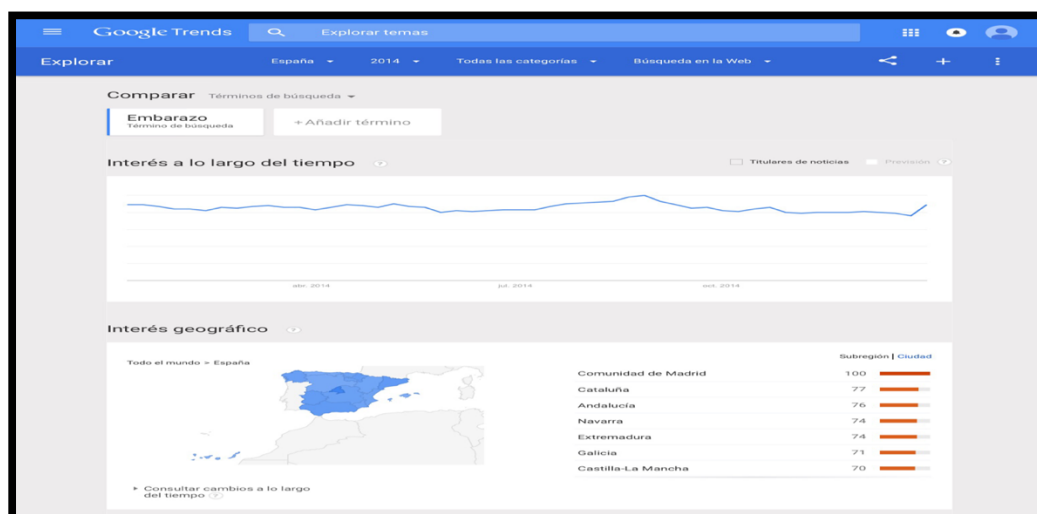 Google Trends
Explorar temas
Explorar
España
2014
Todas las categorías
Búsqueda en la Web
Comparar
Términos de búsqueda
Embarazo
Término de búsqueda
+Añadir término
Interés a lo largo del tiempo ?
Titulares de noticias
Previsión ?
abr. 2014
jul. 2014
oct. 2014
Interés geográfico ?
Subregión | Ciudad
Todo el mundo > España
Comunidad de Madrid 100
Cataluña 77
Andalucía 76
Navarra 74
Extremadura 74
Galicia 71
Castilla-La Mancha 70
Consultar cambios a lo largo
del tiempo ?